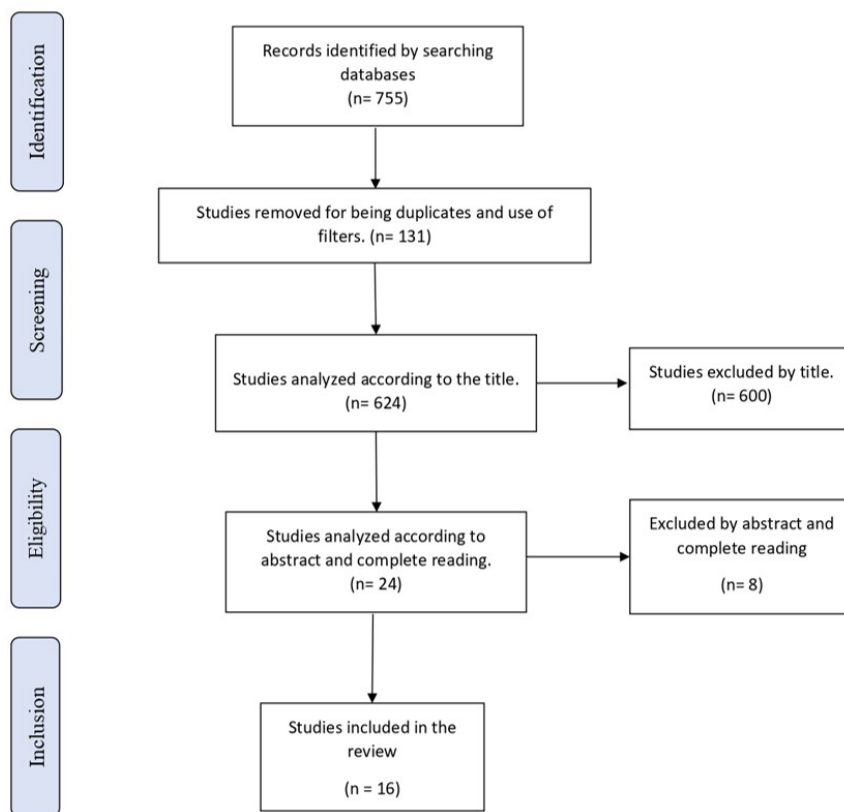 Identification
Records identified by searching
databases
(n= 755)
Studies removed for being duplicates and use of
filters. (n= 131)
Screening
Studies analyzed according to the title.
(n= 624)
Studies excluded by title.
(n= 600)
Eligibility
Studies analyzed according to
abstract and complete reading.
(n= 24)
Excluded by abstract and
complete reading
(n= 8)
Inclusion
Studies included in the
review
(n = 16)